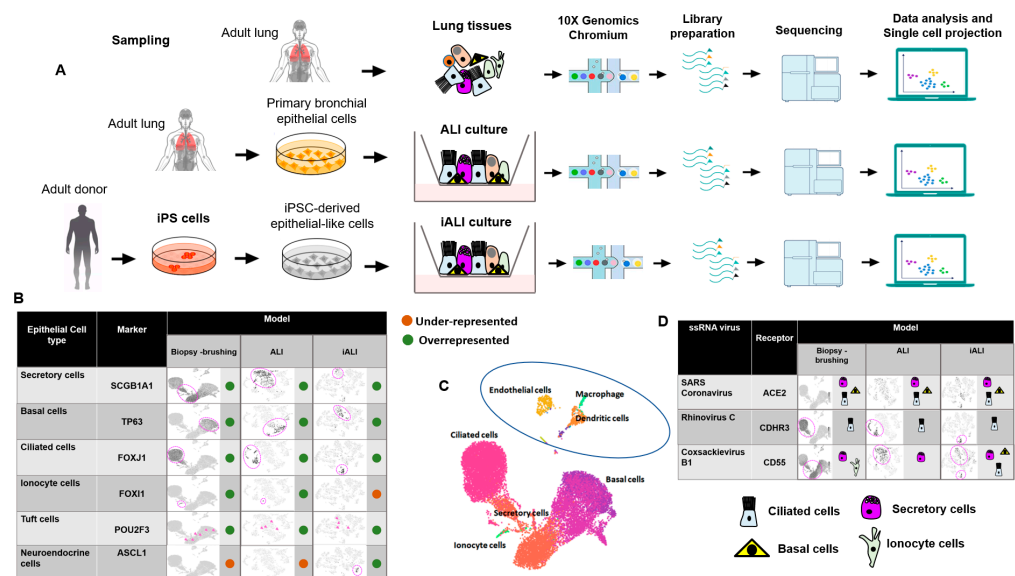 A
Sampling
Adult lung
Lung tissues
10X Genomics
Chromium
Library
preparation
Sequencing
Data analysis and
Single cell projection
Adult lung
Primary bronchial
epithelial cells
ALI culture
Adult donor
iPS cells
iPSC-derived
epithelial-like cells
iALI culture
B
Epithelial Cell
type
Marker
Model
Biopsy -brushing
ALI
iALI
Secretory cells
SCGB1A1
Basal cells
TP63
Ciliated cells
FOXJ1
Ionocyte cells
FOXI1
Tuft cells
POU2F3
Neuroendocrine
cells
ASCL1
Under-represented
Overrepresented
C
Endothelial cells
Macrophage
Dendritic cells
Ciliated cells
Basal cells
Secretory cells
Ionocyte cells
D
ssRNA virus
Receptor
Model
Biopsy -
brushing
ALI
iALI
SARS
Coronavirus
ACE2
Rhinovirus C
CDHR3
Coxsackievirus
B1
CD55
Ciliated cells
Secretory cells
Basal cells
Ionocyte cells